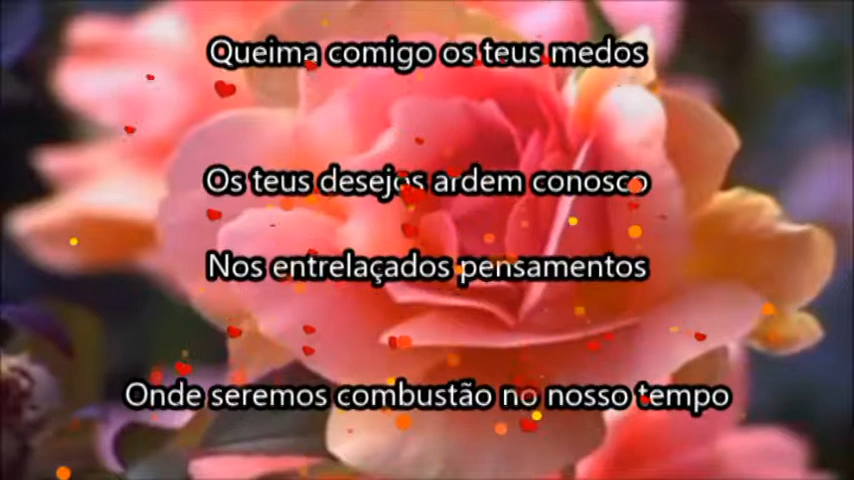 Queima comigo os teus medos
Os teus desejos ardem conosco
Nos entrelaçados pensamentos
Onde seremos combustão no nosso tempo